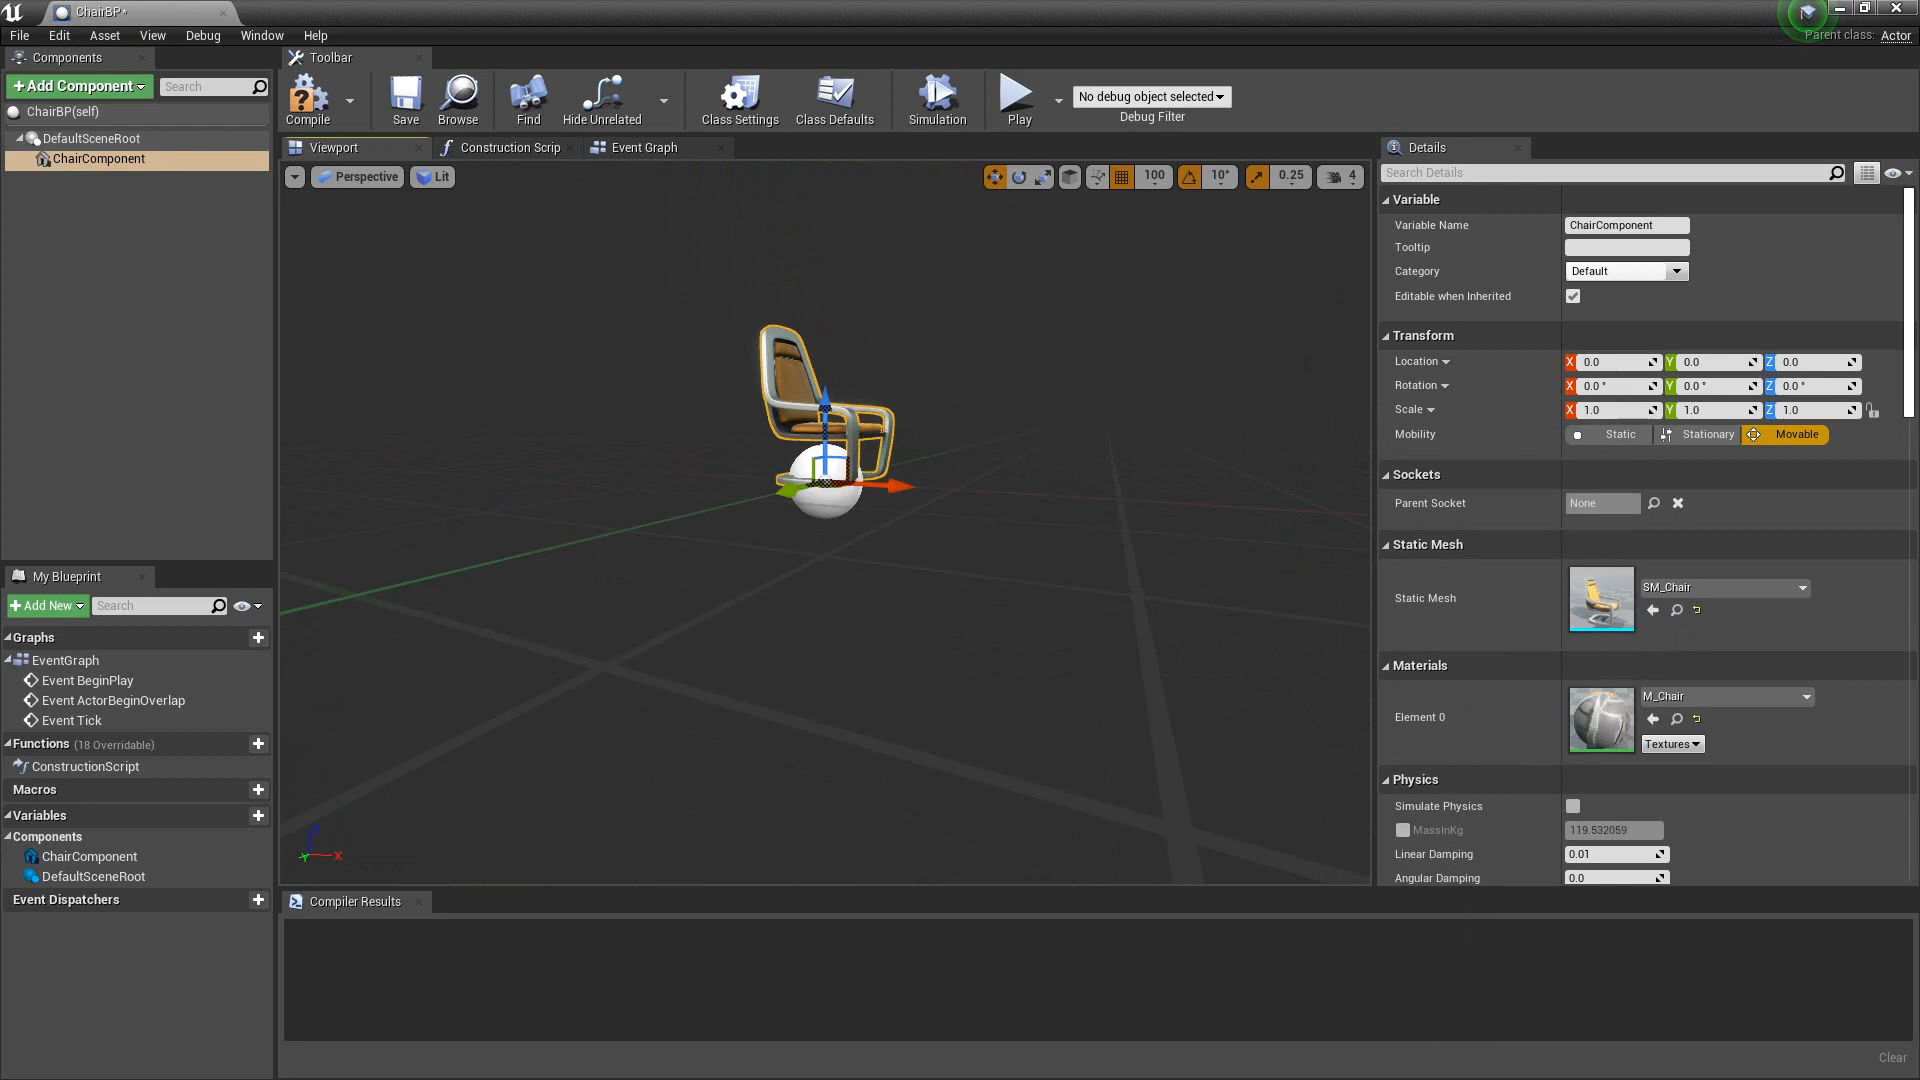 ChairBP*
File Edit Asset View Debug Window Help
Parent class: Actor
Components
Toolbar
+Add Component
Search
ChairBP(self)
DefaultSceneRoot
ChairComponent
Compile
Save
Browse
Find
Hide Unrelated
Class Settings
Class Defaults
Simulation
Play
No debug object selected
Debug Filter
Viewport
Construction Scrip
Event Graph
Perspective
Lit
100
10°
0.25
4
X
Details
Search Details
Variable
Variable Name ChairComponent
Tooltip
Category Default
Editable when Inherited
Transform
Location X 0.0 Y 0.0 Z 0.0
Rotation X 0.0 ° Y 0.0 ° Z 0.0 °
Scale X 1.0 Y 1.0 Z 1.0
Mobility Static Stationary Movable
Sockets
Parent Socket None
Static Mesh
Static Mesh SM_Chair
Materials
Element 0 M_Chair
Textures
Physics
Simulate Physics
MassInKg 119.532059
Linear Damping 0.01
Angular Damping 0.0
My Blueprint
+Add New
Search
Graphs
EventGraph
Event BeginPlay
Event ActorBeginOverlap
Event Tick
Functions (18 Overridable)
ConstructionScript
Macros
Variables
Components
ChairComponent
DefaultSceneRoot
Event Dispatchers
Compiler Results
Clear